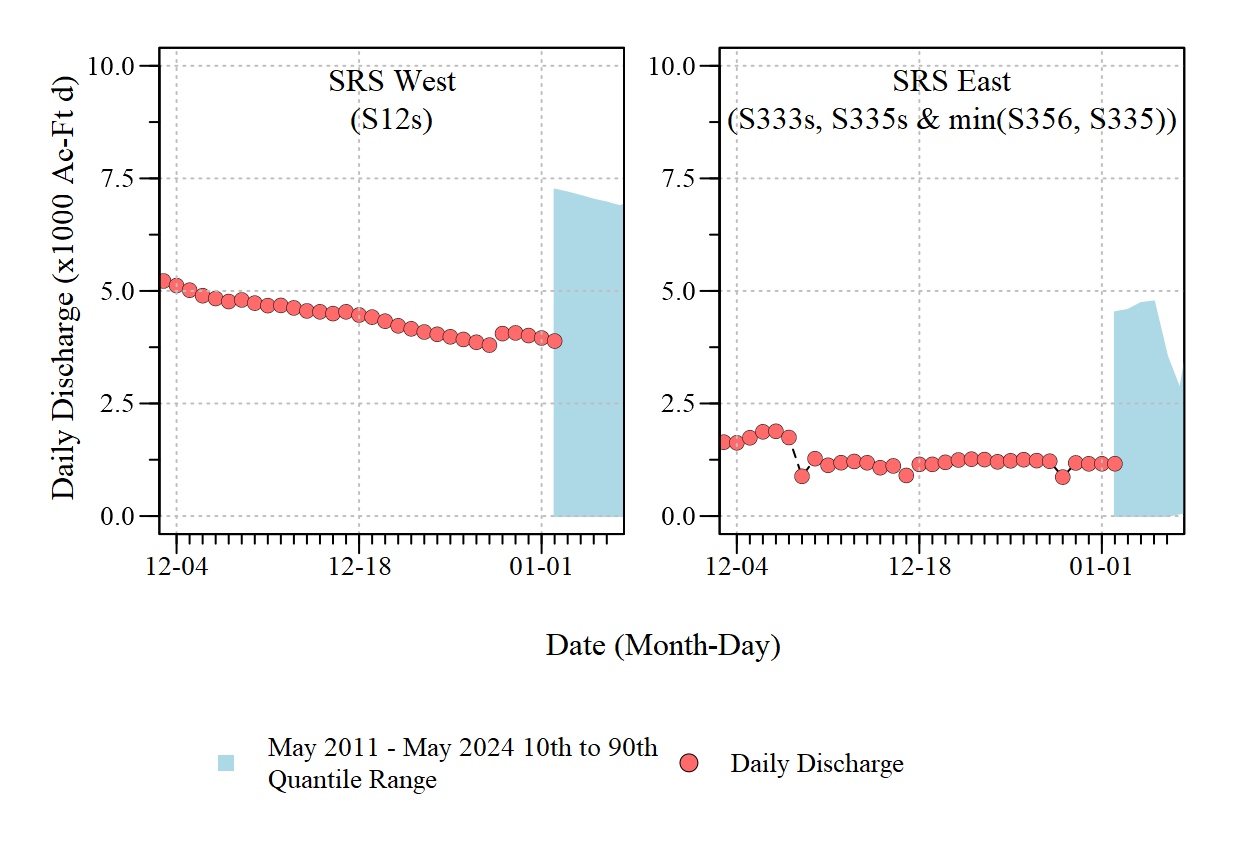 Daily Discharge (x1000 Ac-Ft d)
SRS West
(S12s)
10.0
7.5
5.0
2.5
0.0
12-04
12-18
01-01
SRS East
(S333s, S335s & min(S356, S335))
10.0
7.5
5.0
2.5
0.0
12-04
12-18
01-01
Date (Month-Day)
May 2011 - May 2024 10th to 90th
Quantile Range
Daily Discharge